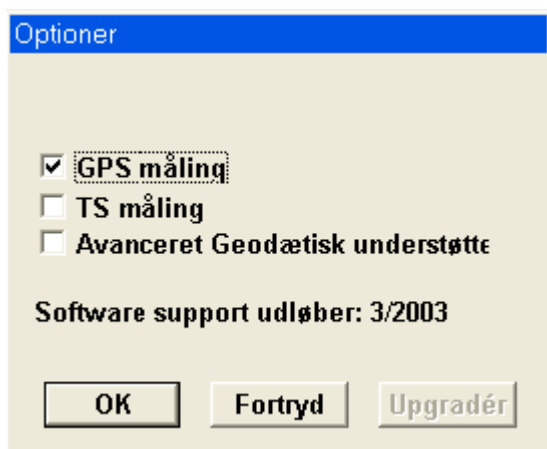 Optioner
GPS måling
TS måling
Avanceret Geodætisk understøtte
Software support udløber: 3/2003
OK Fortryd Upgradér